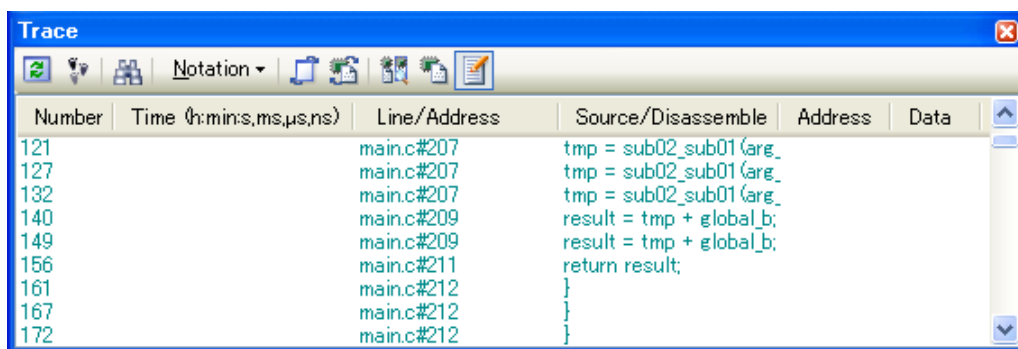 Trace
Notation
Number Time (h:min:s,ms,μs,ns) Line/Address Source/Disassemble Address Data
121 main.c#207 tmp = sub02_sub01(arg_
127 main.c#207 tmp = sub02_sub01(arg_
132 main.c#207 tmp = sub02_sub01(arg_
140 main.c#209 result = tmp + global_b;
149 main.c#209 result = tmp + global_b;
156 main.c#211 return result;
161 main.c#212 }
167 main.c#212 }
172 main.c#212 }